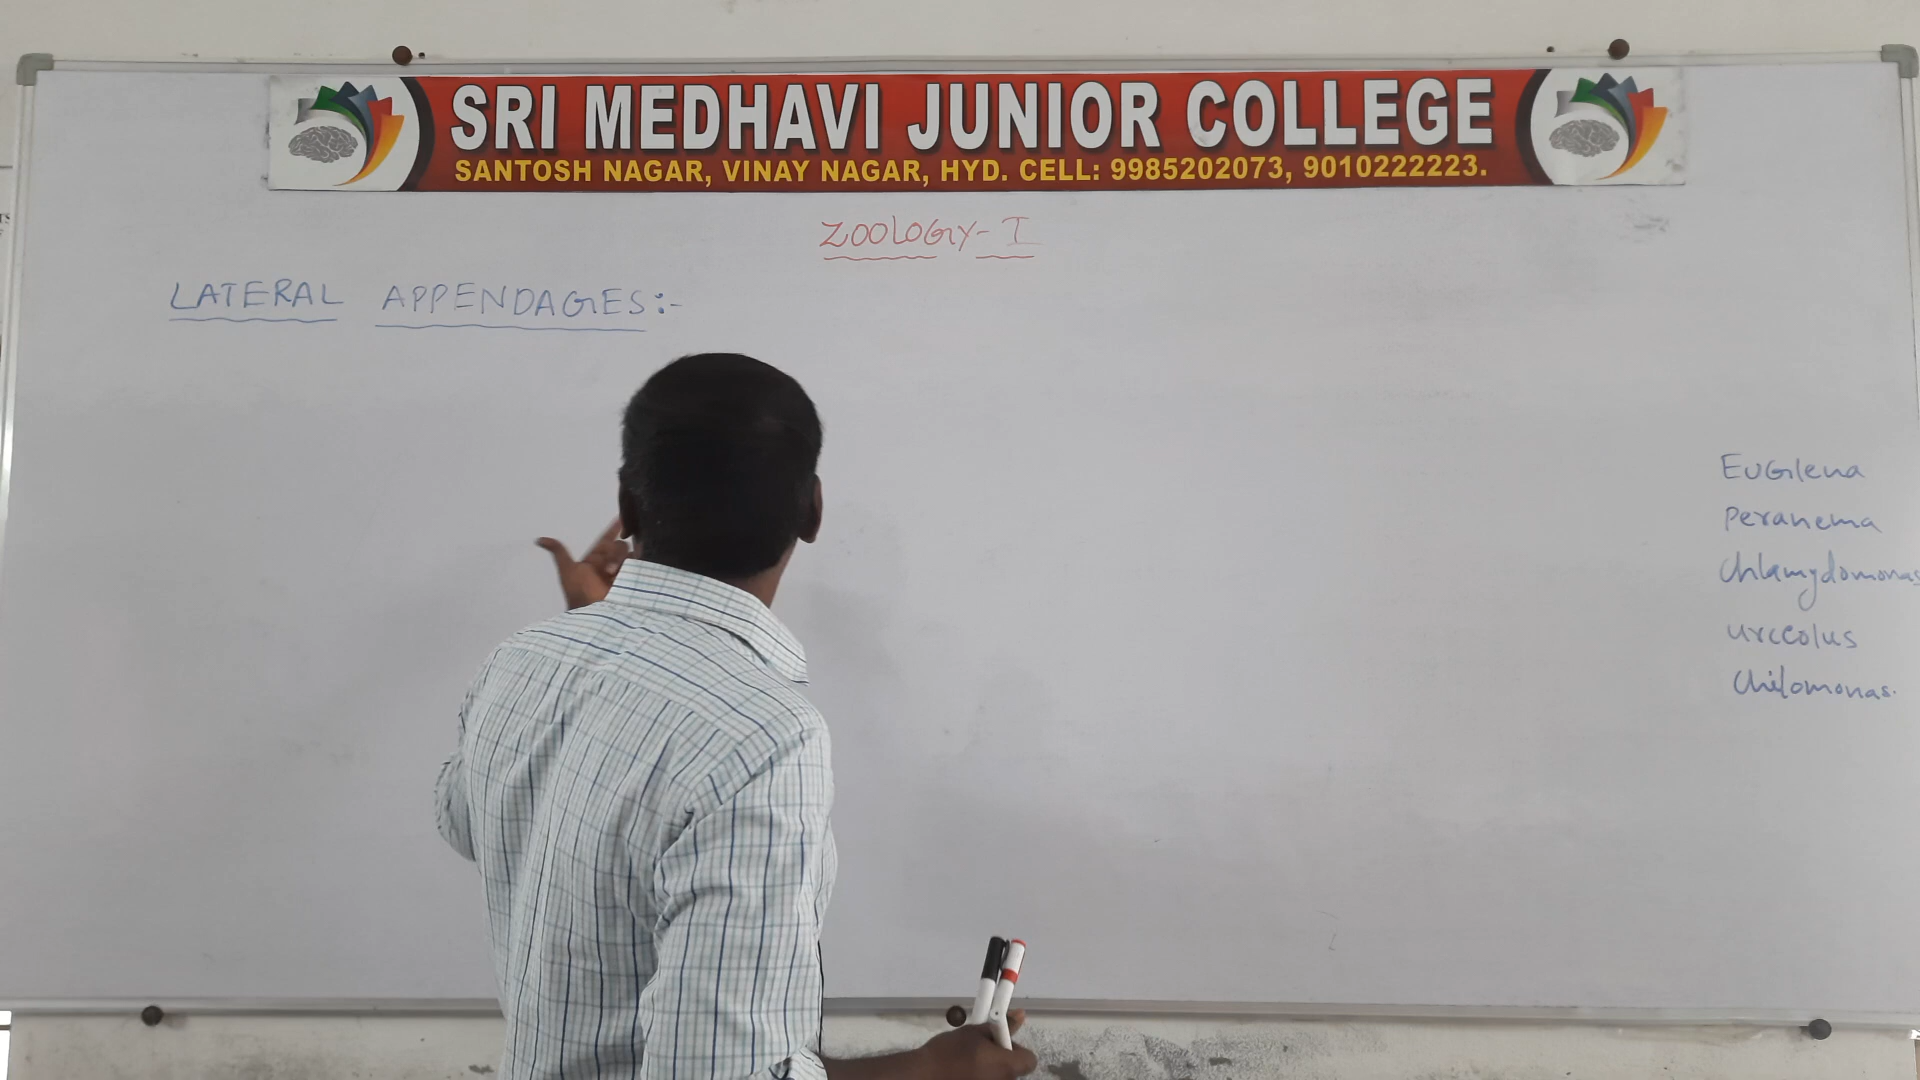 SRI MEDHAVI JUNIOR COLLEGE
SANTOSH NAGAR, VINAY NAGAR, HYD. CELL: 9985202073, 9010222223.
ZOOLOGY-I
LATERAL APPENDAGES:-
EUGlena
Peranema
Chlamydomonas
Urceolus
Chilomonas.